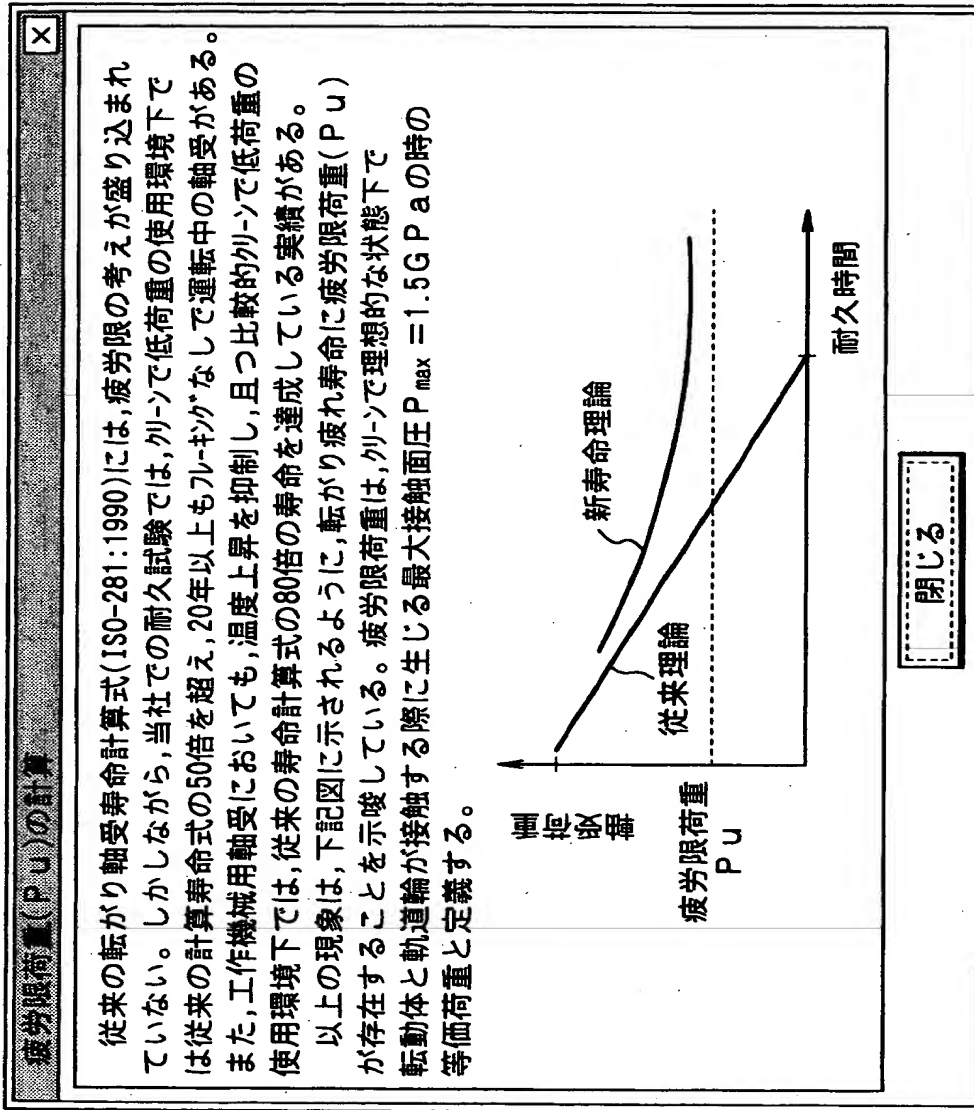 疲労限荷重(Pu)の計算
×
従来の転がり軸受寿命計算式(ISO-281:1990)には,疲労限の考えが盛り込まれ
ていない。しかしながら,当社での耐久試験では,クリーンで低荷重の使用環境下で
は従来の計算寿命式の50倍を超え,20年以上もフレーキングなしで運転中の軸受がある。
また,工作機械用軸受においても,温度上昇を抑制し,且つ比較的クリーンで低荷重の
使用環境下では,従来の寿命計算式の80倍の寿命を達成している実績がある。
以上の現象は,下記図に示されるように,転がり疲れ寿命に疲労限荷重(Pu)
が存在することを示唆している。疲労限荷重は,クリーンで理想的な状態下で
転動体と軌道輪が接触する際に生じる最大接触面圧Pmax=1.5GPaの時の
等価荷重と定義する。
軸受荷重
新寿命理論
従来理論
疲労限荷重
Pu
耐久時間
閉じる